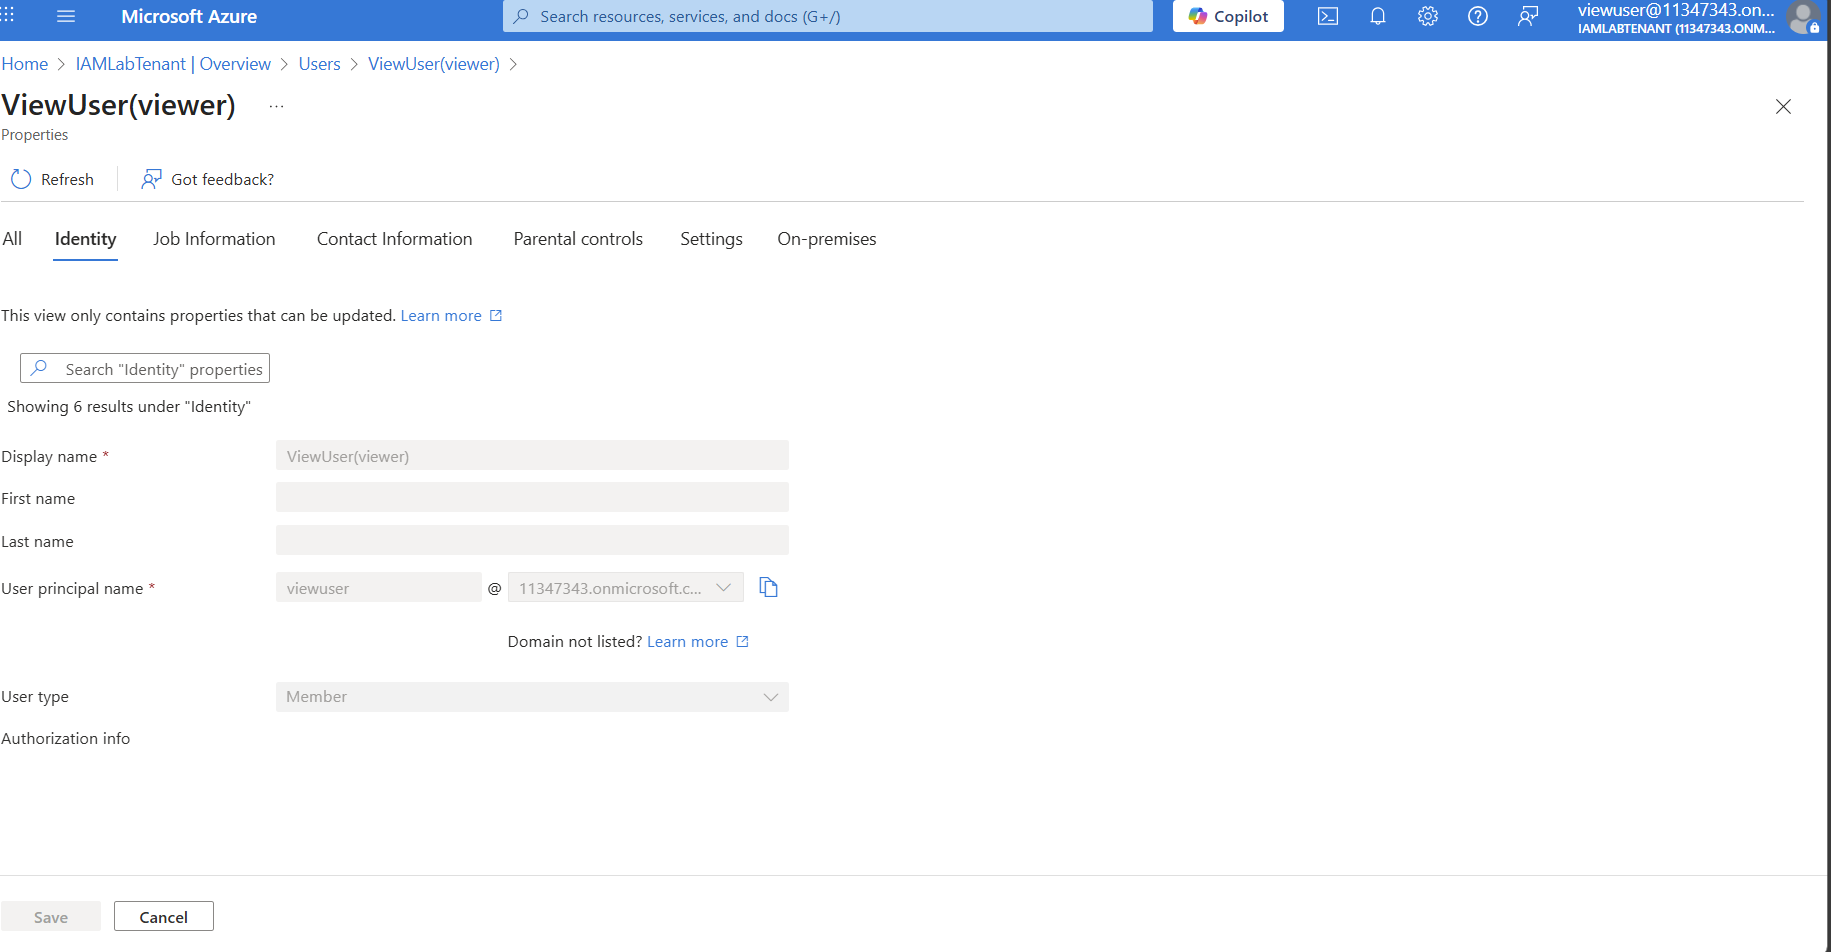 Microsoft Azure
Search resources, services, and docs (G+/)
Copilot
viewuser@11347343.on...
IAMLABTENANT (11347343.ONM...
Home > IAMLabTenant | Overview > Users > ViewUser(viewer) >
ViewUser(viewer) ...
Properties
Refresh
Got feedback?
All Identity Job Information Contact Information Parental controls Settings On-premises
This view only contains properties that can be updated. Learn more
Search "Identity" properties
Showing 6 results under "Identity"
Display name * ViewUser(viewer)
First name
Last name
User principal name * viewuser @ 11347343.onmicrosoft.c...
Domain not listed? Learn more
User type Member
Authorization info
Save Cancel